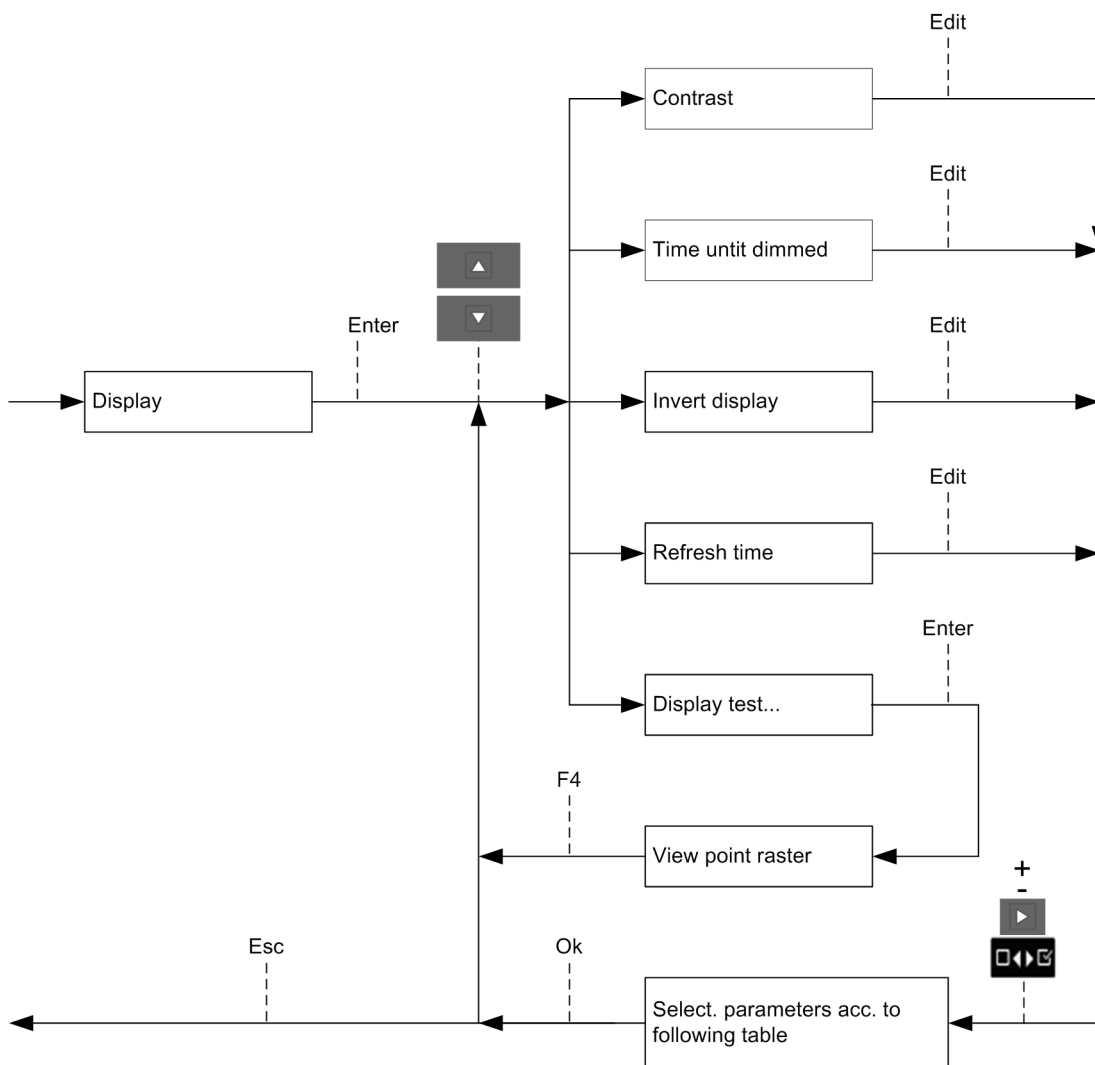 Edit
Contrast
Edit
Time untit dimmed
Enter
Edit
Display
Invert display
Edit
Refresh time
Enter
Display test...
F4
View point raster
+
-
Esc
Ok
Select. parameters acc. to
following table